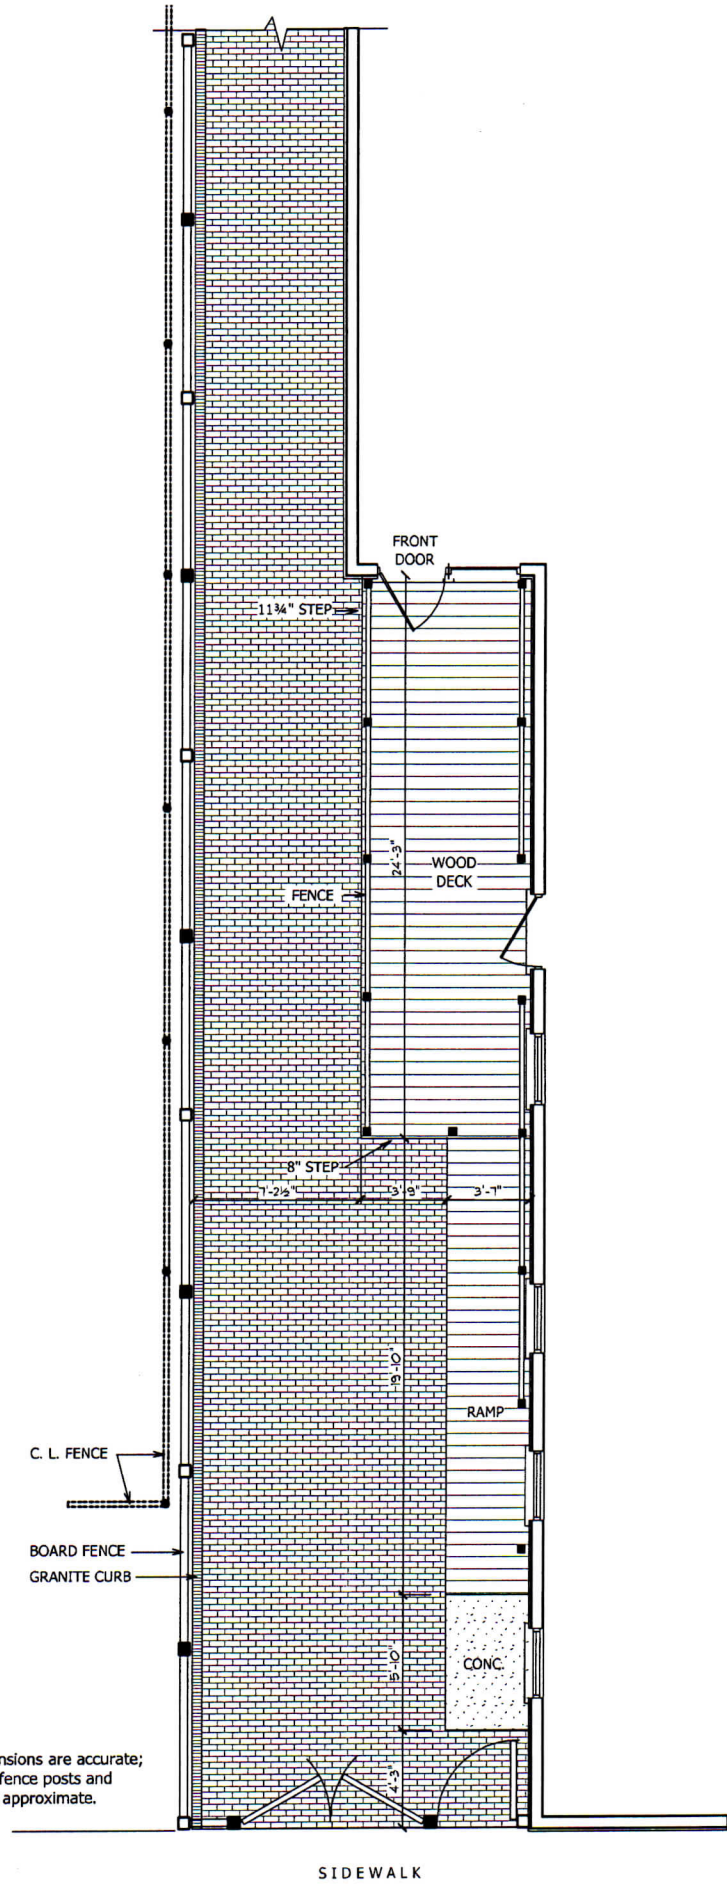 FRONT
DOOR
11¾" STEP
24'-3"
WOOD
DECK
FENCE
8" STEP
7'-2½"
3'-9"
3'-7"
19'-10"
RAMP
C. L. FENCE
BOARD FENCE
GRANITE CURB
CONC.
5'-10"
nsions are accurate;
fence posts and
approximate.
4'-3"
SIDEWALK